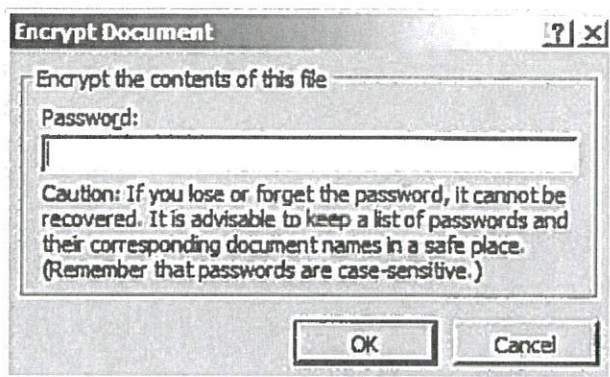 Encrypt Document
Encrypt the contents of this file
Password:
Caution: If you lose or forget the password, it cannot be
recovered. It is advisable to keep a list of passwords and
their corresponding document names in a safe place.
(Remember that passwords are case-sensitive.)
OK
Cancel